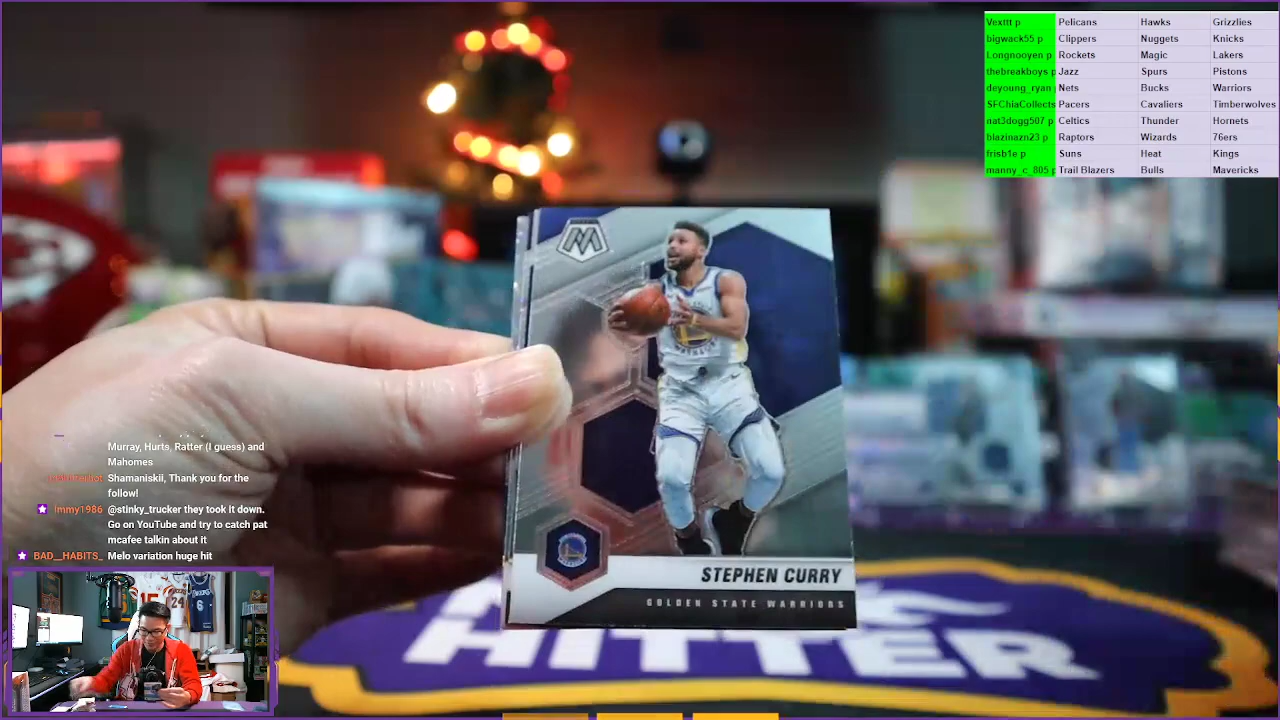 Vexltt p Pelicans Hawks Grizzlies
bigwack55 p Clippers Nuggets Knicks
Longnooyen p Rockets Magic Lakers
thebreakboys p Jazz Spurs Pistons
deyoung_ryan Nets Bucks Warriors
SFChiaCollects Pacers Cavaliers Timberwolves
nat3dogg507 p Celtics Thunder Hornets
blazinazn23 p Raptors Wizards 76ers
frisb1e p Suns Heat Kings
manny_c_805 p Trail Blazers Bulls Mavericks
M
STEPHEN CURRY
GOLDEN STATE WARRIORS
HITTER
Murray, Hurts, Ratter (I guess) and
Mahomes
Shamaniskii, Thank you for the
follow!
Immy1986 @stinky_trucker they took it down.
Go on YouTube and try to catch pat
mcafee talkin about it
BAD__HABITS_ Melo variation huge hit
24
6